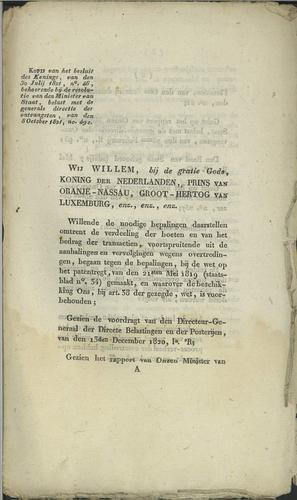 KOPIJ van het besluit
des Konings, van den
30 Julij 1821, nº. 46,
behoorende bij de resolu-
tie van den Minister van
Staat, belast met de
generale directie der
ontvangsten, van den
8 October 1821, no. 492.
WIJ WILLEM, bij de gratie Gods,
KONING DER NEDERLANDEN, PRINS VAN
ORANJE-NASSAU, GROOT-HERTOG VAN
LUXEMBURG, enz., enz., enz.
Willende de noodige bepalingen daarstellen
omtrent de verdeeling der boeten en van het
bedrag der transactien, voortspruitende uit de
aanhalingen en vervolgingen wegens overtredin-
gen, begaan tegen de bepalingen, bij de wet op
het patentregt, van den 21sten Mei 1819 (staats-
blad nº. 34) gemaakt, en waarover de beschik-
king Ons, bij art. 38 der gezegde, wet, is voor-
behouden;
Gezien de voordragt van den Directeur-Ge-
neraal der Directe Belastingen en der Posterijen,
van den 13den December 1820,
Gezien het rapport van Onzen Minister van
A